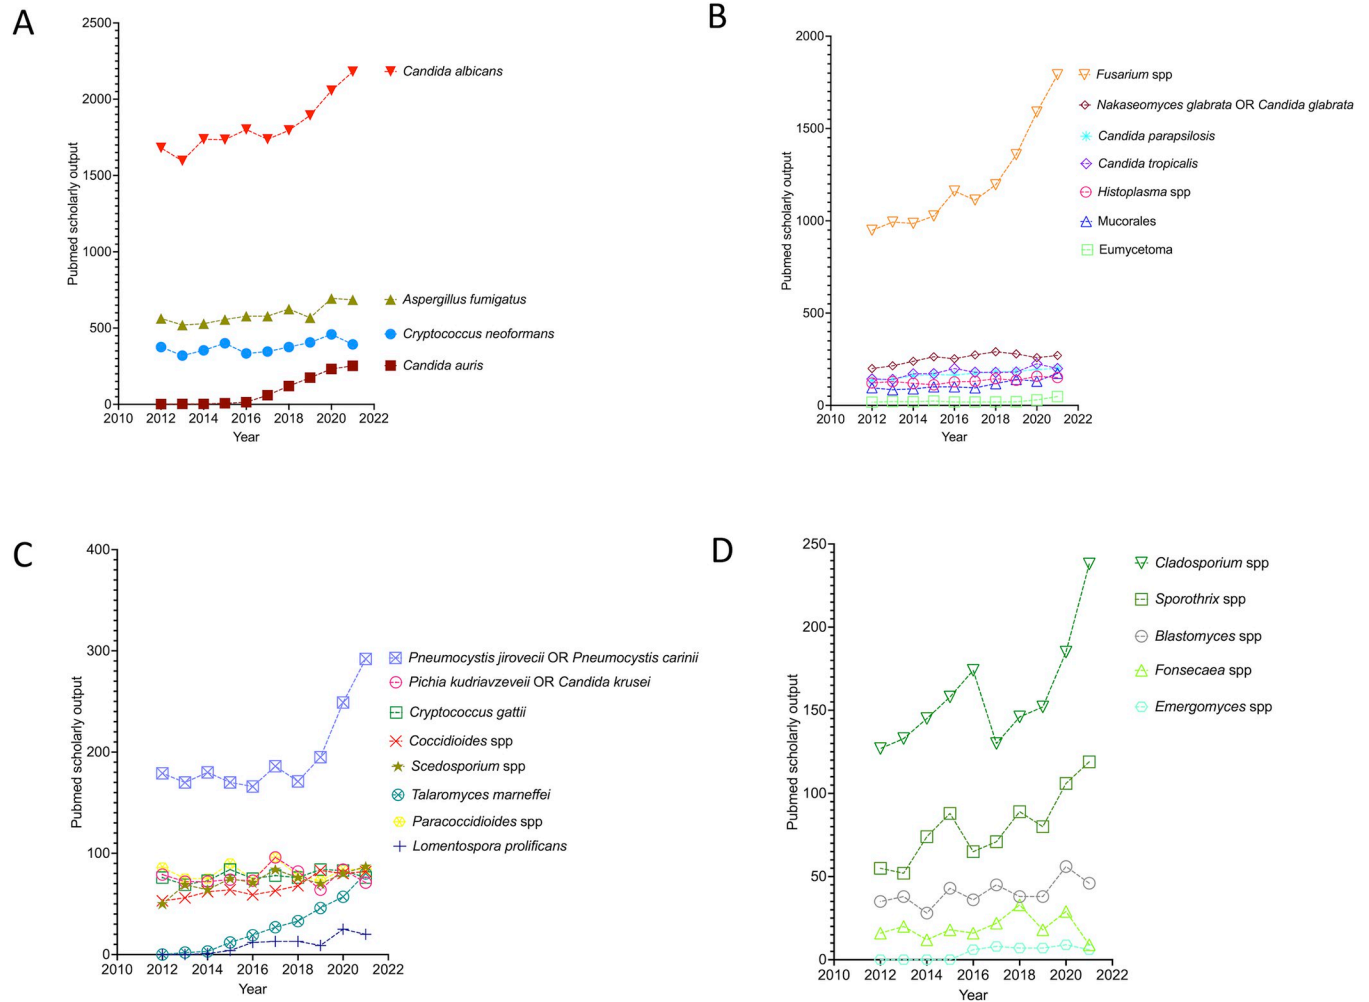 A
2500
2000
1500
1000
500
0
Pubmed scholarly output
2010 2012 2014 2016 2018 2020 2022
Year
Candida albicans
Aspergillus fumigatus
Cryptococcus neoformans
Candida auris
B
2000
1500
1000
500
0
Pubmed scholarly output
2010 2012 2014 2016 2018 2020 2022
Year
Fusarium spp
Nakaseomyces glabrata OR Candida glabrata
Candida parapsilosis
Candida tropicalis
Histoplasma spp
Mucorales
Eumycetoma
C
400
300
200
100
0
Pubmed scholarly output
2010 2012 2014 2016 2018 2020 2022
Year
Pneumocystis jirovecii OR Pneumocystis carinii
Pichia kudriavzeveii OR Candida krusei
Cryptococcus gattii
Coccidioides spp
Scedosporium spp
Talaromyces marneffei
Paracoccidioides spp
Lomentospora prolificans
D
250
200
150
100
50
0
Pubmed scholarly output
2010 2012 2014 2016 2018 2020 2022
Year
Cladosporium spp
Sporothrix spp
Blastomyces spp
Fonsecaea spp
Emergomyces spp